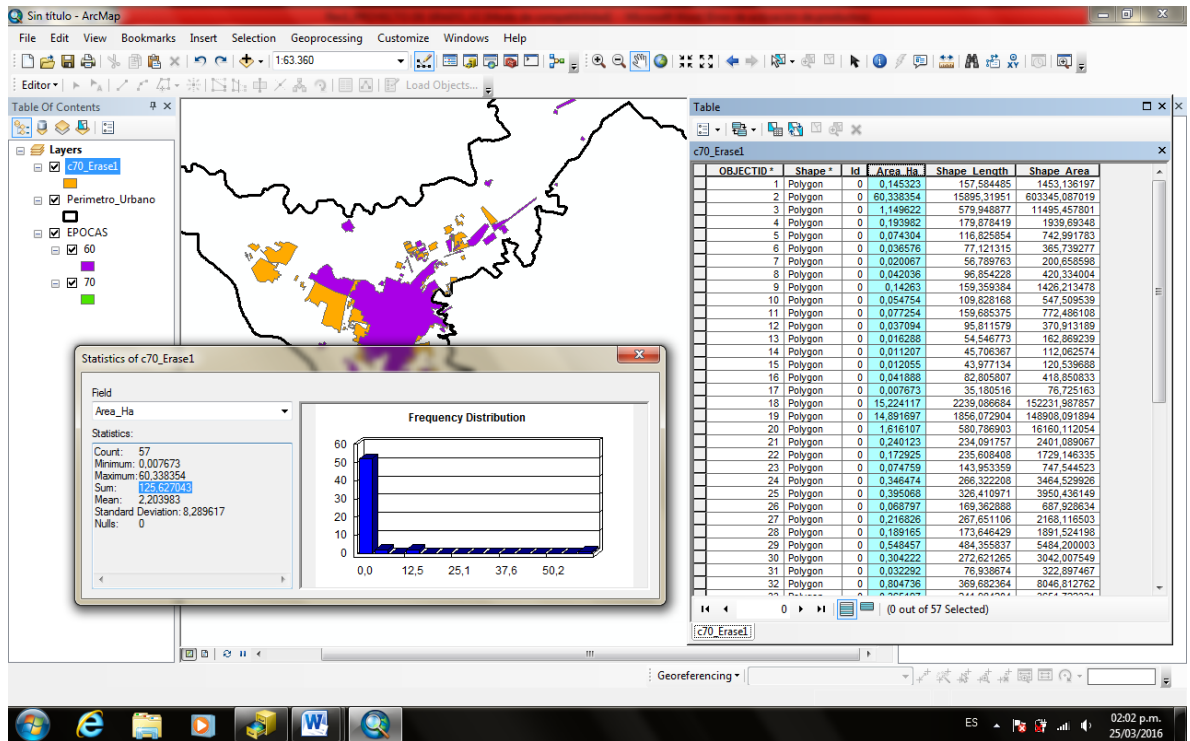 Sin título - ArcMap
File Edit View Bookmarks Insert Selection Geoprocessing Customize Windows Help
1:63.360
Editor Load Objects...
Table Of Contents
Layers
c70_Erase1
Perimetro_Urbano
EPOCAS
60
70
Table
c70_Erase1
OBJECTID * Shape * Id Area_Ha Shape_Length Shape_Area
1 Polygon 0 0,145323 157,584485 1453,136197
2 Polygon 0 60,338354 15895,31951 603345,087019
3 Polygon 0 1,149622 579,948877 11495,457801
4 Polygon 0 0,193982 179,878419 1939,69348
5 Polygon 0 0,074304 116,825854 742,991783
6 Polygon 0 0,036576 77,121315 365,739277
7 Polygon 0 0,020067 56,789763 200,658598
8 Polygon 0 0,042036 96,854228 420,334004
9 Polygon 0 0,14263 159,359384 1426,213478
10 Polygon 0 0,054754 109,828168 547,509539
11 Polygon 0 0,077254 159,685375 772,486108
12 Polygon 0 0,037094 95,811579 370,913189
13 Polygon 0 0,016288 54,546773 162,869239
14 Polygon 0 0,011207 45,706367 112,062574
15 Polygon 0 0,012055 43,977134 120,539688
16 Polygon 0 0,041888 82,805807 418,850833
17 Polygon 0 0,007673 35,180516 76,725163
18 Polygon 0 15,224117 2239,086684 152231,987857
19 Polygon 0 14,891697 1856,072904 148908,091894
20 Polygon 0 1,616107 580,786903 16160,112054
21 Polygon 0 0,240123 234,091757 2401,089067
22 Polygon 0 0,172925 235,608408 1729,146335
23 Polygon 0 0,074759 143,953359 747,544523
24 Polygon 0 0,346474 266,322208 3464,529926
25 Polygon 0 0,395068 326,410971 3950,436149
26 Polygon 0 0,068797 169,362888 687,928634
27 Polygon 0 0,216826 267,651106 2168,116503
28 Polygon 0 0,189165 173,646429 1891,524198
29 Polygon 0 0,548457 484,355837 5484,200003
30 Polygon 0 0,304222 272,621265 3042,007549
31 Polygon 0 0,032292 76,938674 322,897467
32 Polygon 0 0,804736 369,682364 8046,812762
0 (0 out of 57 Selected)
c70_Erase1
Statistics of c70_Erase1
Field
Area_Ha
Statistics:
Count: 57
Minimum: 0,007673
Maximum: 60,338354
Sum: 125,627043
Mean: 2,203983
Standard Deviation: 8,289617
Nulls: 0
Frequency Distribution
60
50
40
30
20
10
0
0,0 12,5 25,1 37,6 50,2
Georeferencing
ES 02:02 p.m.
25/03/2016